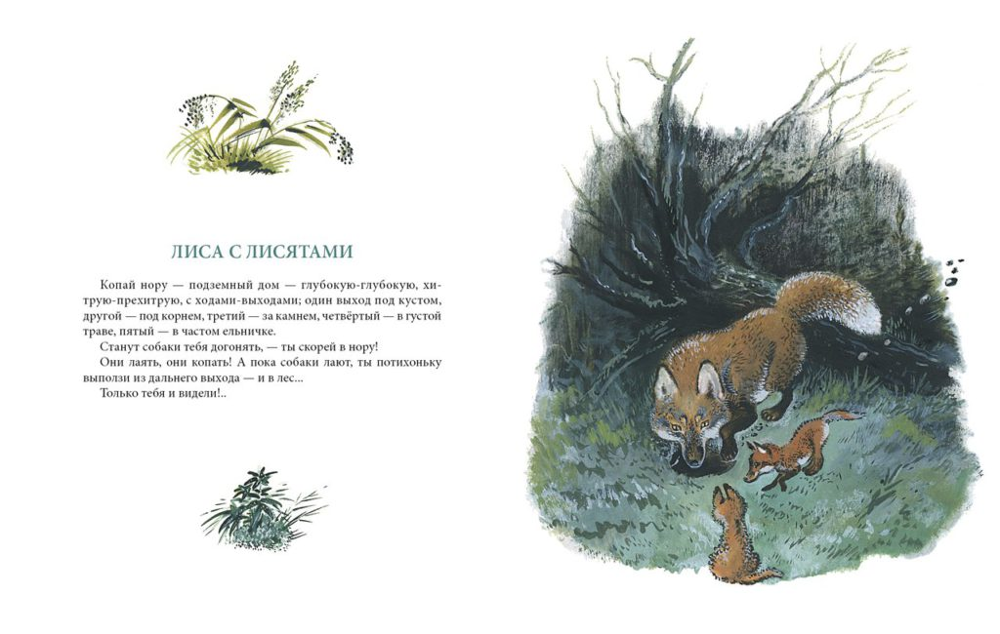 ЛИСА С ЛИСЯТАМИ
Копай нору — подземный дом — глубокую-глубокую, хи-
трую-прехитрую, с ходами-выходами; один выход под кустом,
другой — под корнем, третий — за камнем, четвёртый — в густой
траве, пятый — в частом ельничке.
Станут собаки тебя догонять, — ты скорей в нору!
Они лаять, они копать! А пока собаки лают, ты потихоньку
выползи из дальнего выхода — и в лес...
Только тебя и видели!..